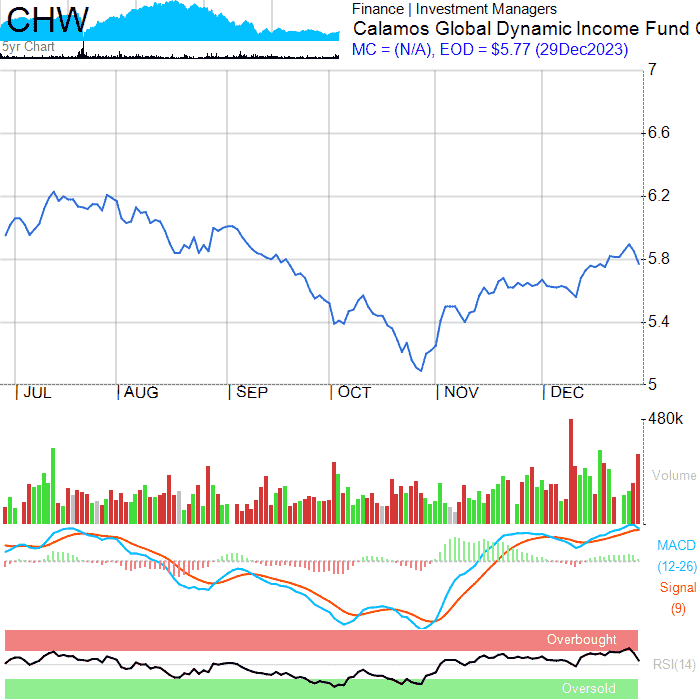 CHW
5yr Chart
Finance | Investment Managers
Calamos Global Dynamic Income Fund C
MC = (N/A), EOD = $5.77 (29Dec2023)
7
6.6
6.2
5.8
5.4
5
JUL AUG SEP OCT NOV DEC
480k
Volume
MACD
(12-26)
Signal
(9)
Overbought
RSI(14)
Oversold